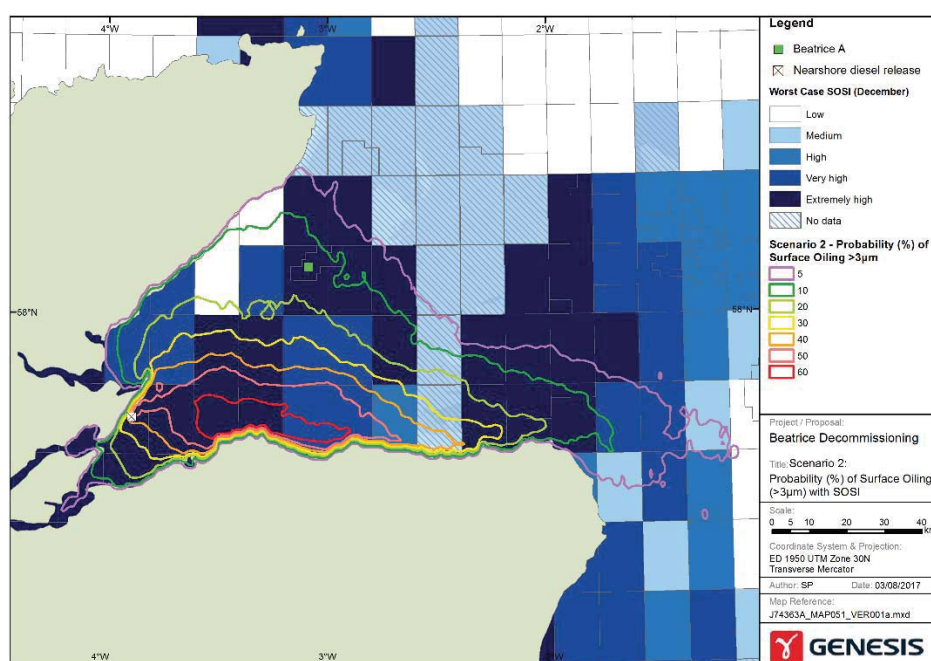 4°W
3°W
2°W
58°N
58°N
4°W
3°W
Legend
Beatrice A
Nearshore diesel release
Worst Case SOSI (December)
Low
Medium
High
Very high
Extremely high
No data
Scenario 2 - Probability (%) of
Surface Oiling >3µm
5
10
20
30
40
50
60
Project / Proposal:
Beatrice Decommissioning
Title: Scenario 2:
Probability (%) of Surface Oiling
(>3µm) with SOSI
Scale:
0 5 10 20 30 40
km
Coordinate System & Projection:
ED 1950 UTM Zone 30N
Transverse Mercator
Author: SP Date: 03/08/2017
Map Reference:
J74363A_MAP051_VER001a.mxd
GENESIS